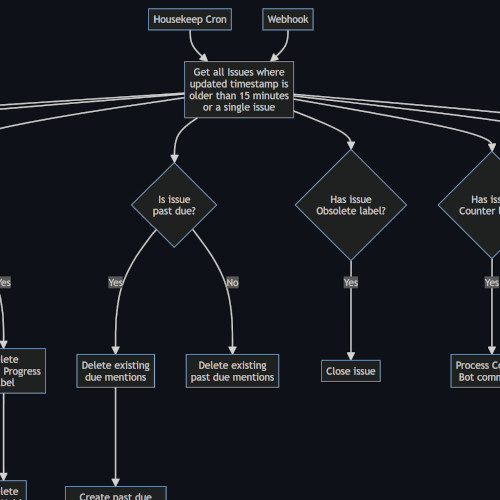 Housekeep Cron
Webhook
Get all Issues where
updated timestamp is
older than 15 minutes
or a single issue
Is issue
past due?
Has issue
Obsolete label?
Has is
Counter l
Yes
Yes
No
Yes
Yes
lete
Progress
bel
Delete existing
due mentions
Delete existing
past due mentions
Close issue
Process Co
Bot comm
lete
Create past due